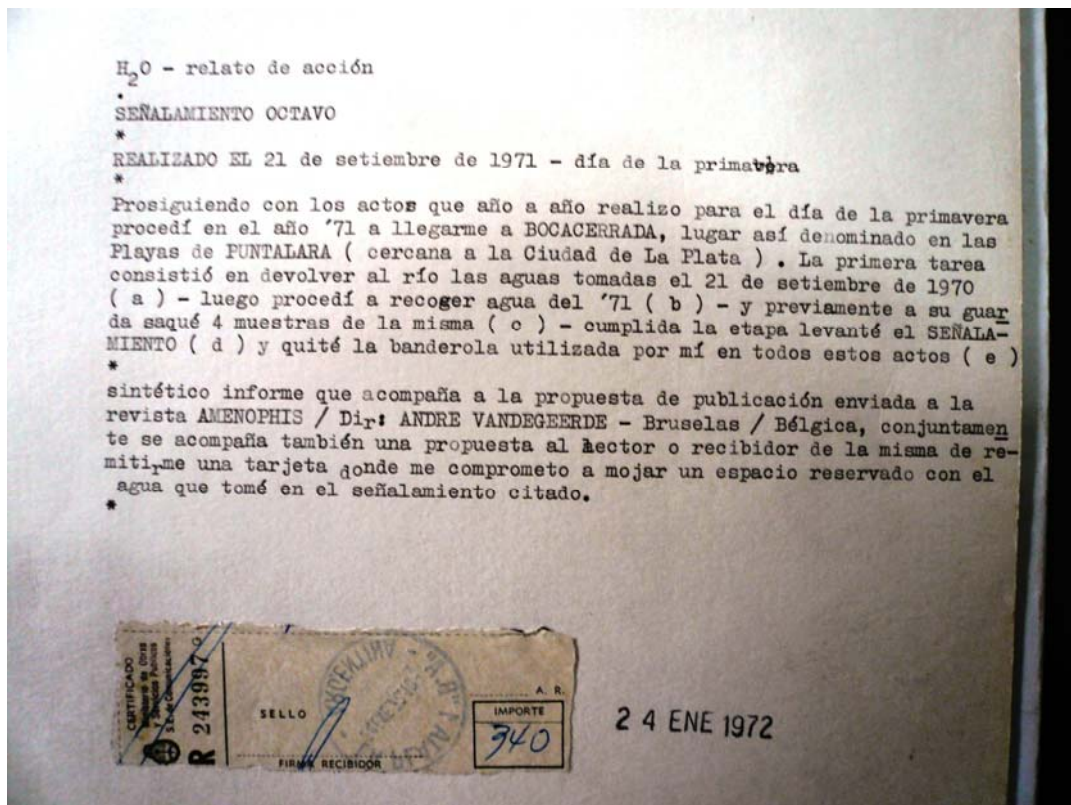 H₂O - relato de acción
.
SEÑALAMIENTO OCTAVO
*
REALIZADO EL 21 de setiembre de 1971 - día de la primavera
*
Prosiguiendo con los actos que año a año realizo para el día de la primavera
procedí en el año '71 a llegarme a BOCACERRADA, lugar así denominado en las
Playas de PUNTALARA ( cercana a la Ciudad de La Plata ) . La primera tarea
consistió en devolver al río las aguas tomadas el 21 de setiembre de 1970
( a ) - luego procedí a recoger agua del '71 ( b ) - y previamente a su guar
da saqué 4 muestras de la misma ( c ) - cumplida la etapa levanté el SEÑALA-
MIENTO ( d ) y quité la banderola utilizada por mí en todos estos actos ( e )
*
sintético informe que acompaña a la propuesta de publicación enviada a la
revista AMENOPHIS / Dir: ANDRE VANDEGEERDE - Bruselas / Bélgica, conjuntamen
te se acompaña también una propuesta al lector o recibidor de la misma de re-
mitirme una tarjeta donde me comprometo a mojar un espacio reservado con el
agua que tomé en el señalamiento citado.
*
CERTIFICADO
R 243997
SELLO
A. R.
IMPORTE
340
FIRMA RECIBIDOR
24 ENE 1972